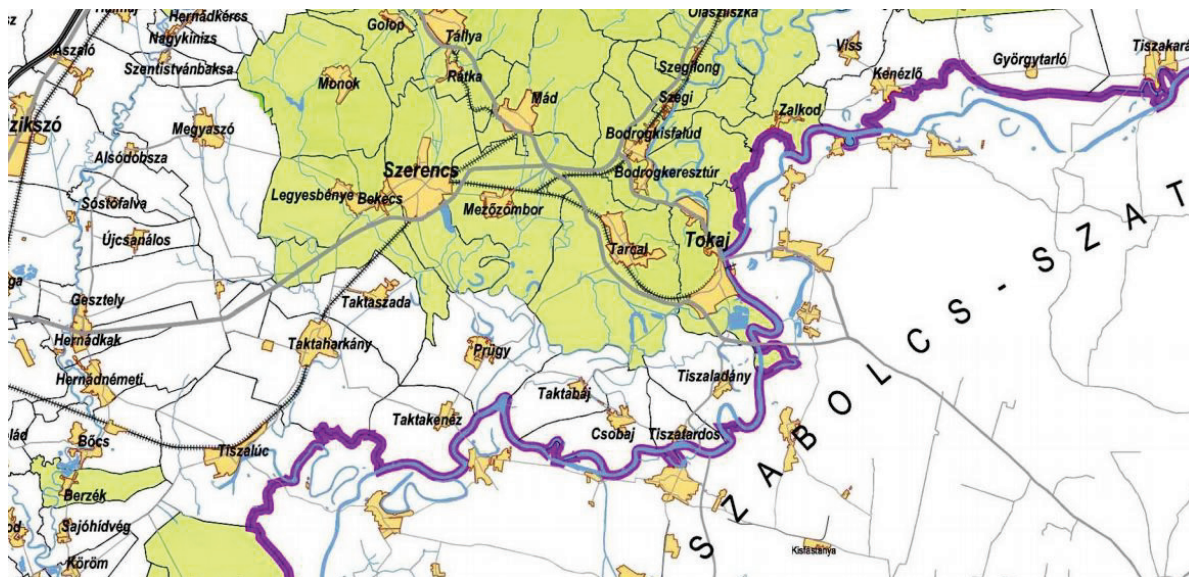 Hernádkércs
Nagykinizs
Aszaló
Szentistvánbaksa
Golop
Tállya
Rátka
Monok
Mád
Olaszliszka
Szegilong
Szegi
Viss
Kenézlő
Györgytarló
Zalkod
zikszó
Megyaszó
Alsódobsza
Bodrogkisfalud
Bodrogkeresztúr
Szerencs
Legyesbénye
Bekecs
Mezőzombor
Sóstófalva
Újcsanálos
Tarcal
Tokaj
ga
Gesztely
Taktaszada
Hernádkak
Taktaharkány
Prügy
Hernádnémeti
Tiszaladány
Taktabáj
Taktakenéz
Csobaj
Tiszatardos
Bőcs
Tiszalúc
Berzék
Sajóhídvég
Köröm
Kisfástanya
SZABOLCS-SZAT